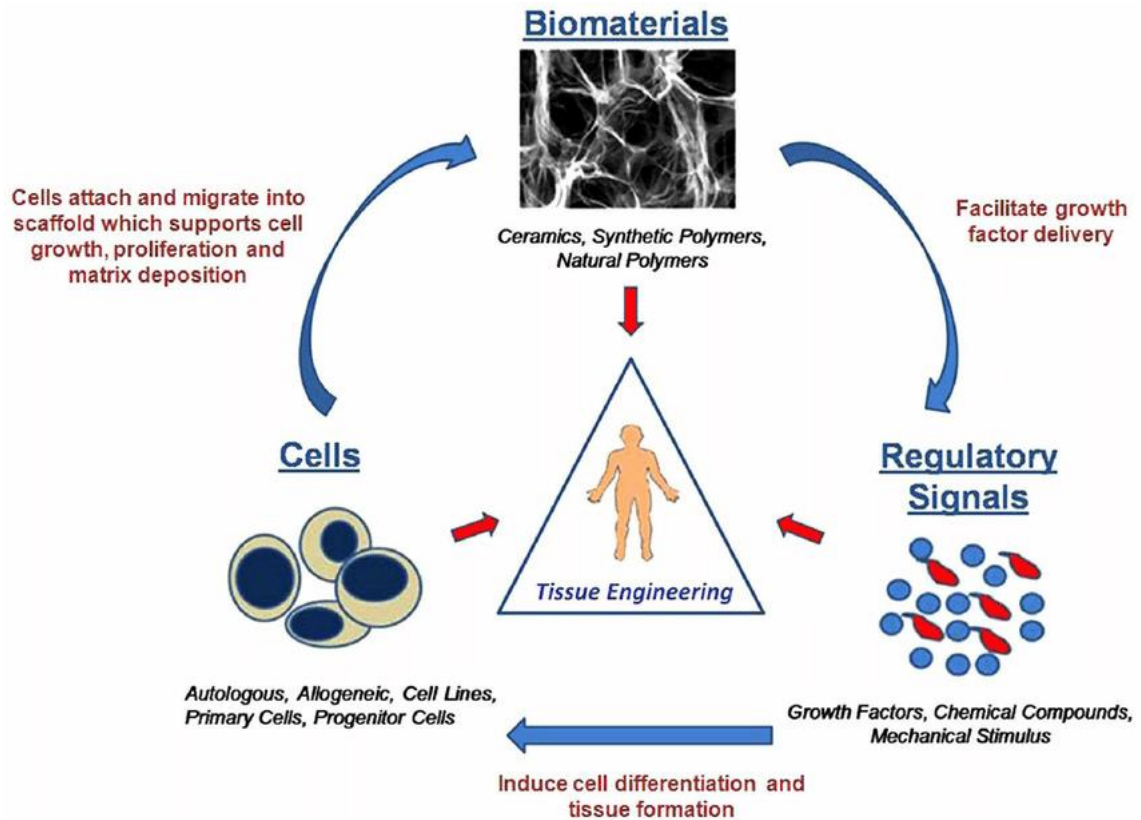 Biomaterials
Ceramics, Synthetic Polymers,
Natural Polymers
Cells attach and migrate into
scaffold which supports cell
growth, proliferation and
matrix deposition
Facilitate growth
factor delivery
Cells
Autologous, Allogeneic, Cell Lines,
Primary Cells, Progenitor Cells
Tissue Engineering
Regulatory
Signals
Growth Factors, Chemical Compounds,
Mechanical Stimulus
Induce cell differentiation and
tissue formation